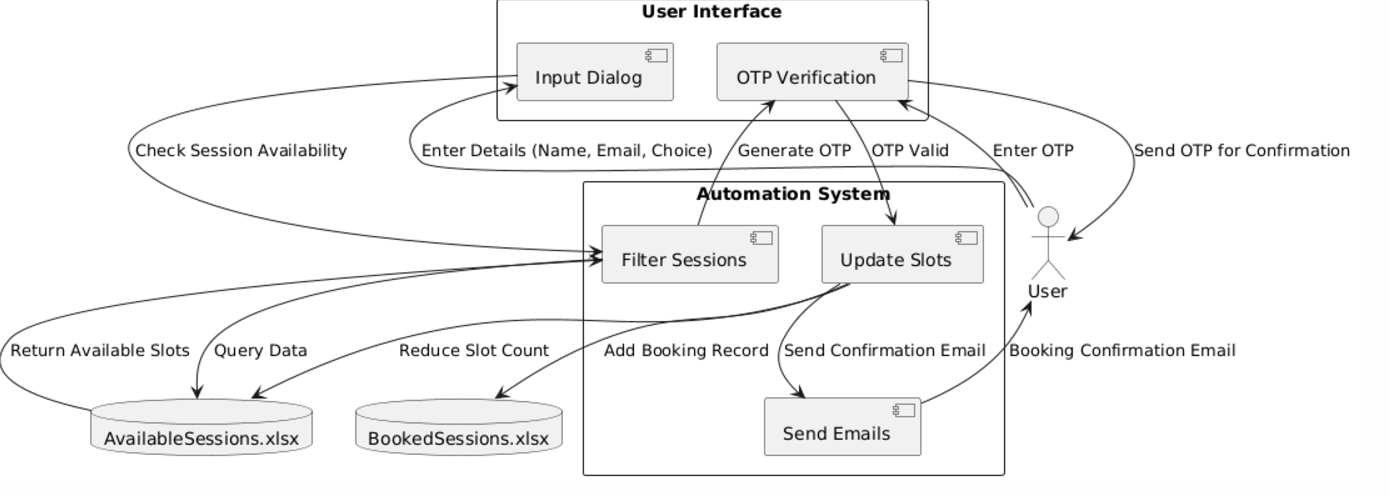 User Interface
Input Dialog
OTP Verification
Check Session Availability
Enter Details (Name, Email, Choice)
Generate OTP
OTP Valid
Enter OTP
Send OTP for Confirmation
Automation System
Filter Sessions
Update Slots
User
Return Available Slots
Query Data
Reduce Slot Count
Add Booking Record
Send Confirmation Email
Booking Confirmation Email
AvailableSessions.xlsx
BookedSessions.xlsx
Send Emails